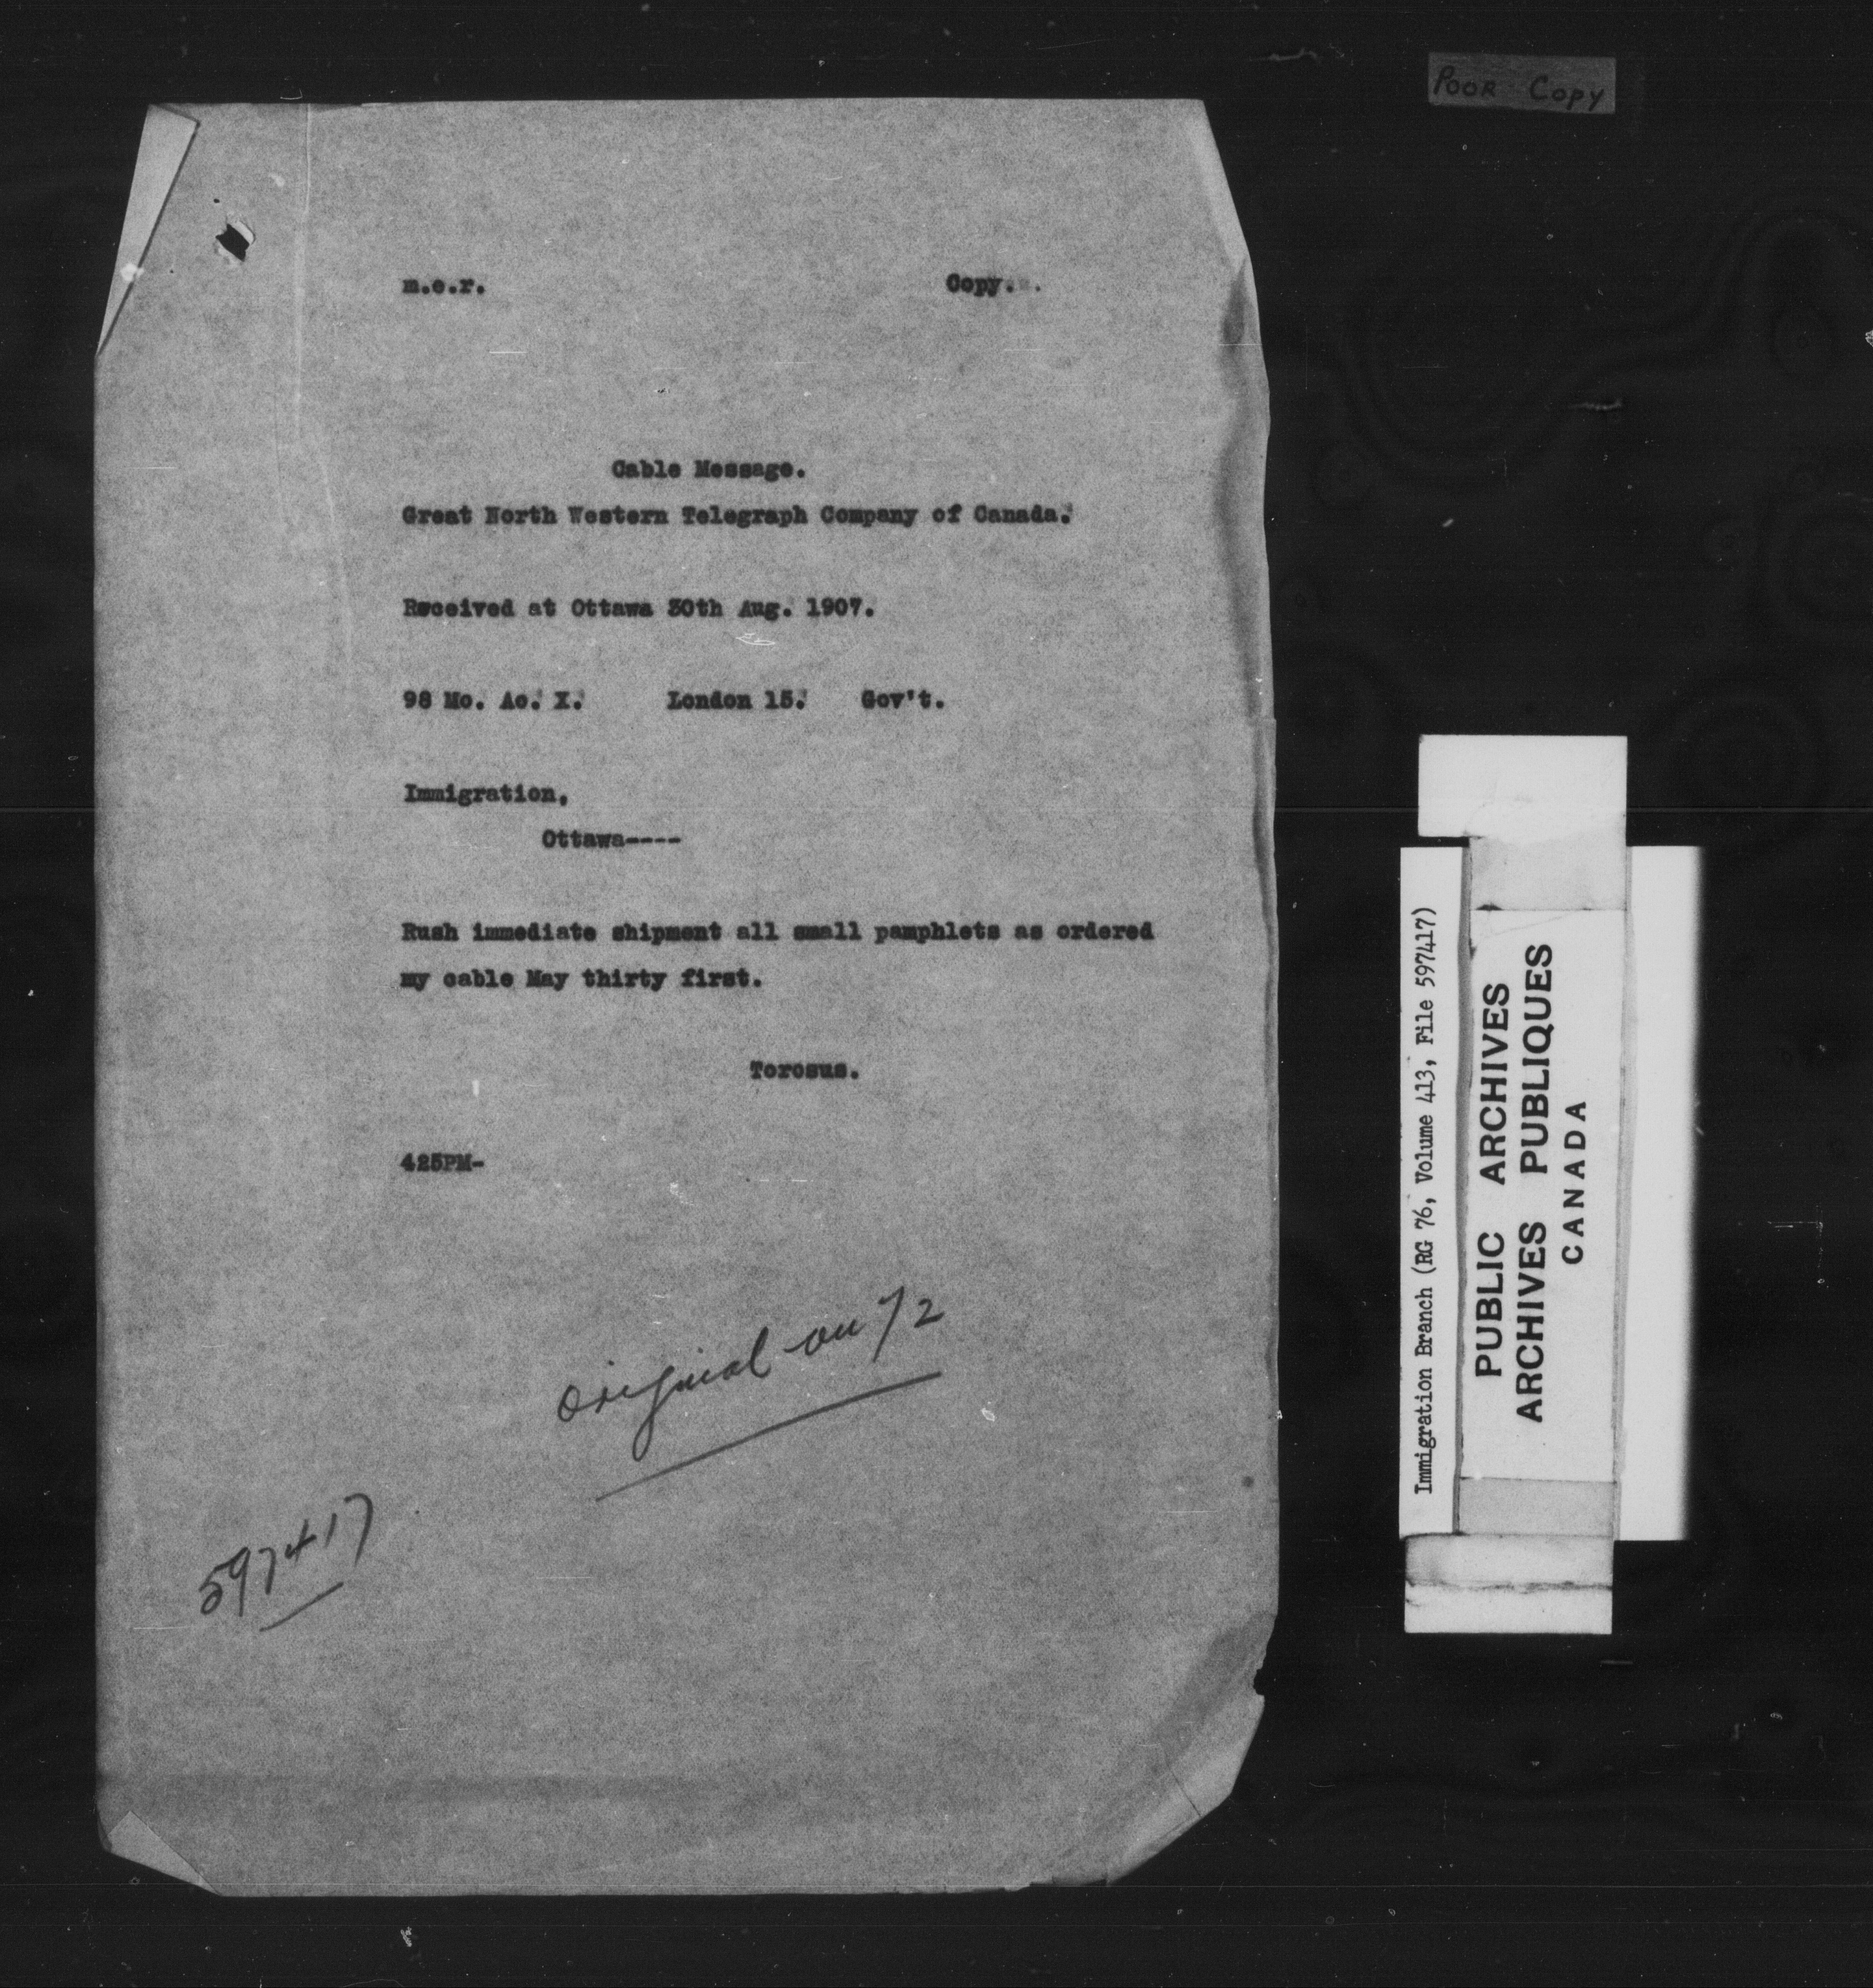 POOR COPY
m.e.r. Copy.
Cable Message.
Great North Western Telegraph Company of Canada.
Received at Ottawa 30th Aug. 1907.
98 Mo. Ac. X. London 15. Gov't.
Immigration,
Ottawa----
Rush immediate shipment all small pamphlets as ordered
my cable May thirty first.
Torosus.
425PM-
Original on 72
597417
Immigration Branch (RG 76, Volume 413, File 597417)
PUBLIC ARCHIVES
ARCHIVES PUBLIQUES
CANADA